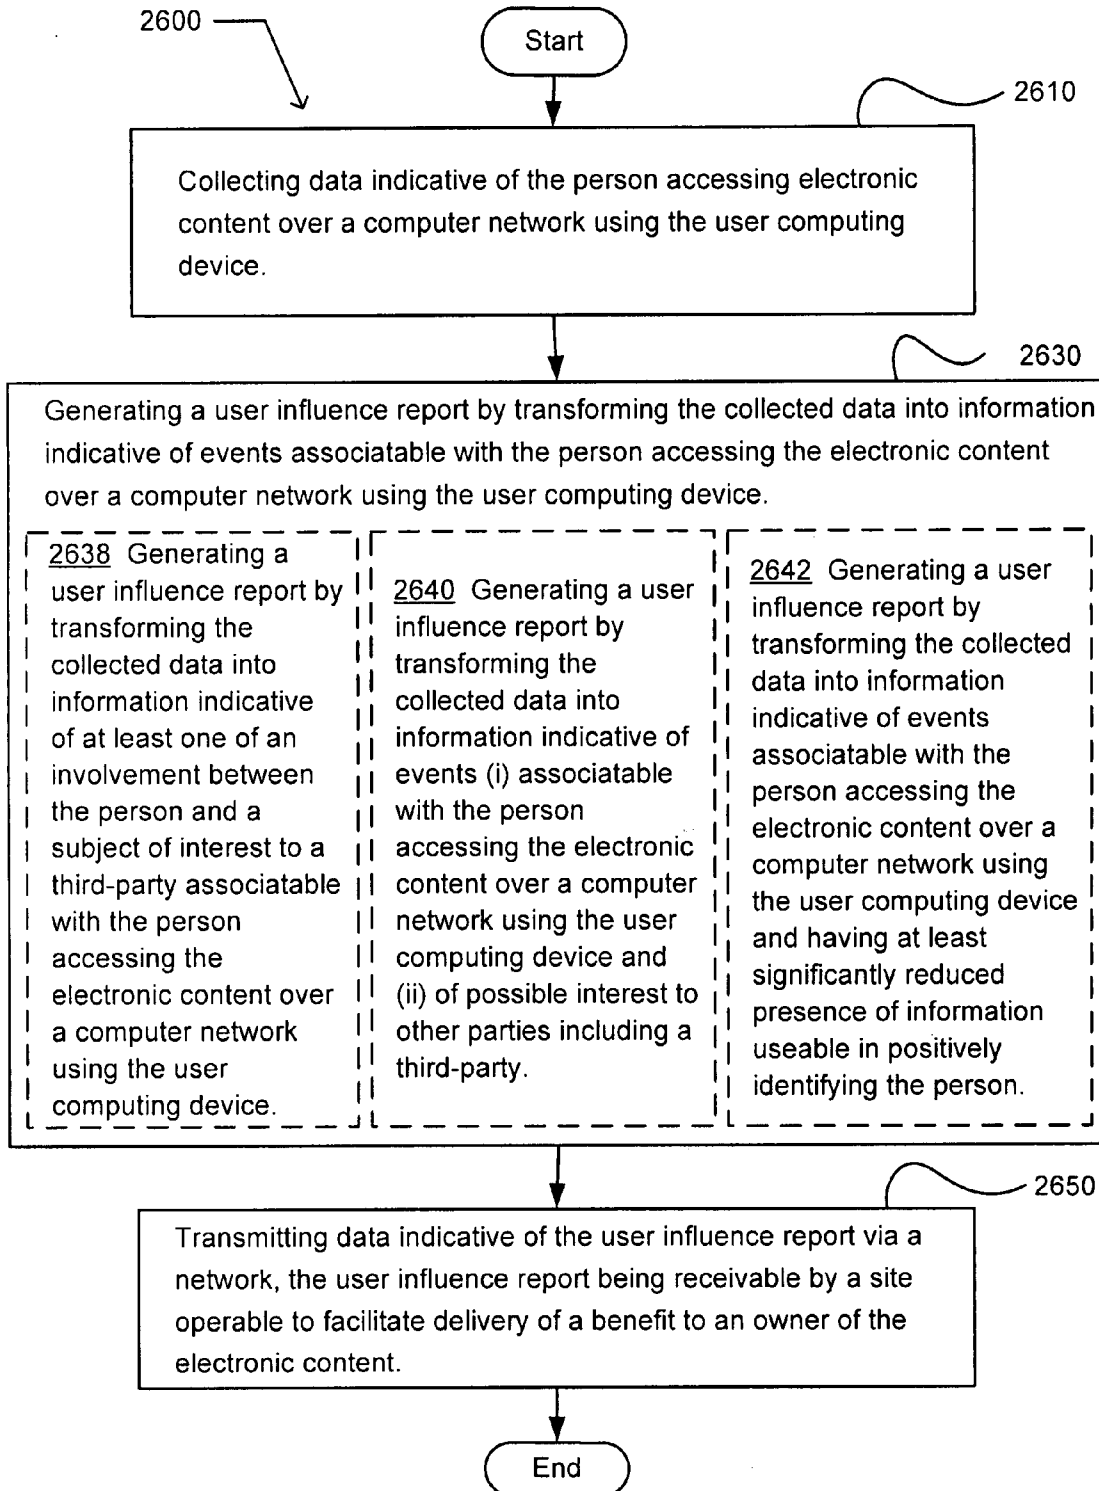 2600
Start
2610
Collecting data indicative of the person accessing electronic
content over a computer network using the user computing
device.
2630
Generating a user influence report by transforming the collected data into information
indicative of events associatable with the person accessing the electronic content
over a computer network using the user computing device.
2638 Generating a
user influence report by
transforming the
collected data into
information indicative
of at least one of an
involvement between
the person and a
subject of interest to a
third-party associatable
with the person
accessing the
electronic content over
a computer network
using the user
computing device.
2640 Generating a user
influence report by
transforming the
collected data into
information indicative of
events (i) associatable
with the person
accessing the electronic
content over a computer
network using the user
computing device and
(ii) of possible interest to
other parties including a
third-party.
2642 Generating a user
influence report by
transforming the collected
data into information
indicative of events
associatable with the
person accessing the
electronic content over a
computer network using
the user computing device
and having at least
significantly reduced
presence of information
useable in positively
identifying the person.
2650
Transmitting data indicative of the user influence report via a
network, the user influence report being receivable by a site
operable to facilitate delivery of a benefit to an owner of the
electronic content.
End